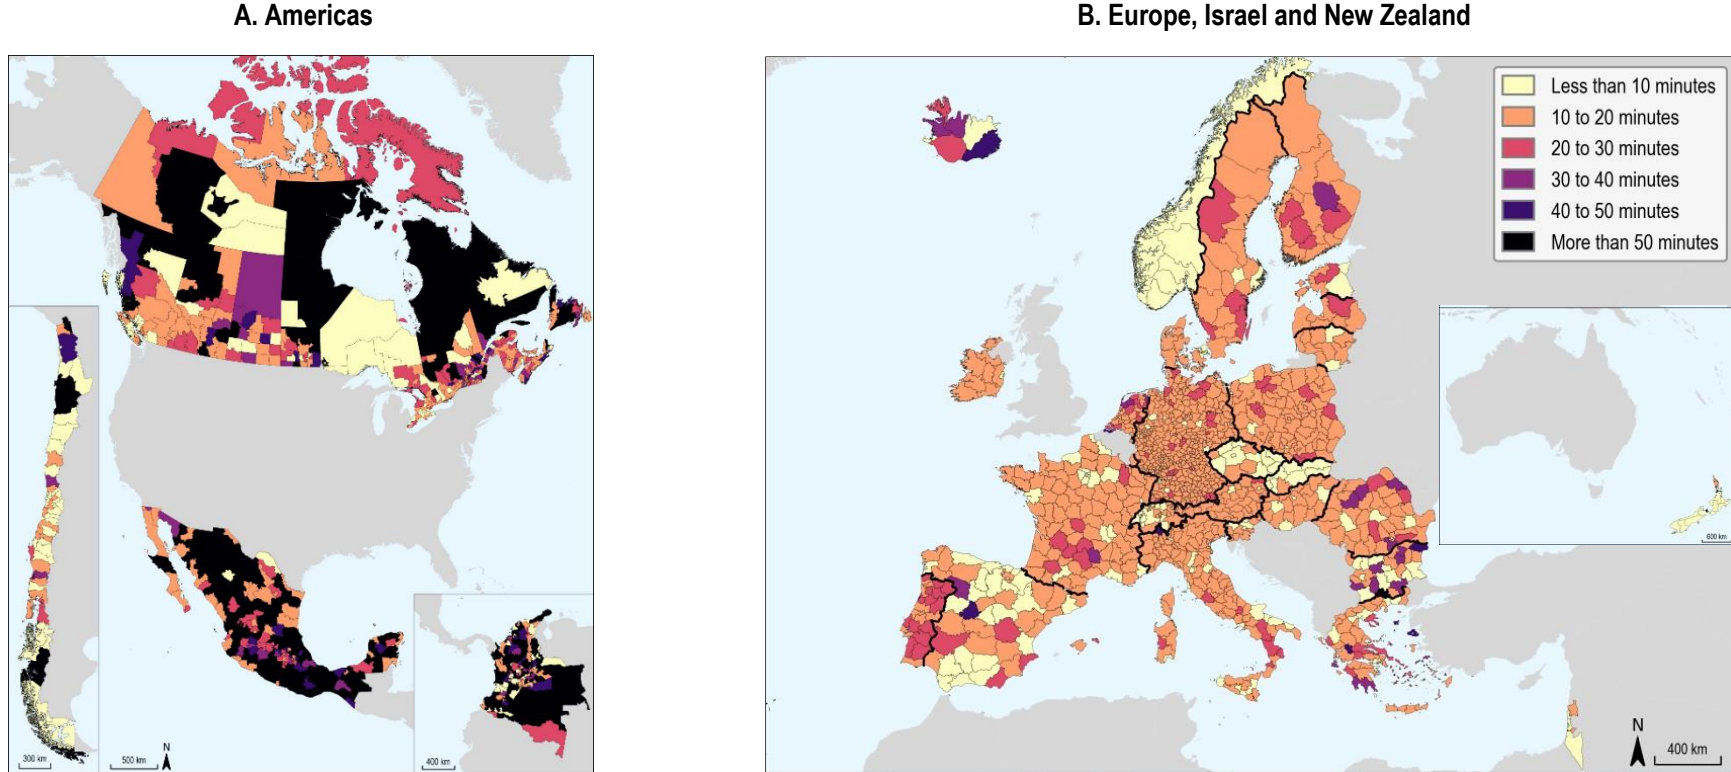 A. Americas
B. Europe, Israel and New Zealand
Less than 10 minutes
10 to 20 minutes
20 to 30 minutes
30 to 40 minutes
40 to 50 minutes
More than 50 minutes
600 km
300 km
500 km
N
400 km
N
400 km